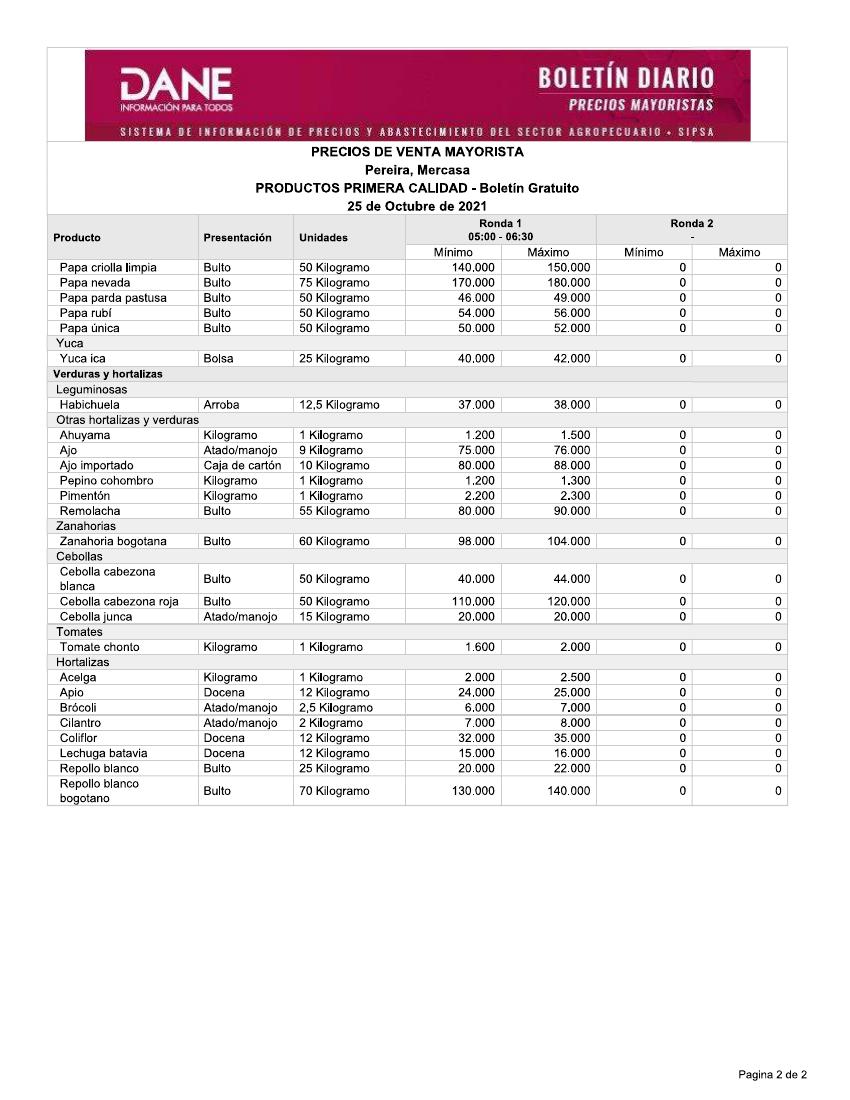 DANE
INFORMACIÓN PARA TODOS
BOLETÍN DIARIO
PRECIOS MAYORISTAS
SISTEMA DE INFORMACIÓN DE PRECIOS Y ABASTECIMIENTO DEL SECTOR AGROPECUARIO • SIPSA
PRECIOS DE VENTA MAYORISTA
Pereira, Mercasa
PRODUCTOS PRIMERA CALIDAD - Boletín Gratuito
25 de Octubre de 2021
Producto Presentación Unidades Ronda 1 05:00 - 06:30 Ronda 2 -
Mínimo Máximo Mínimo Máximo
Papa criolla limpia Bulto 50 Kilogramo 140.000 150.000 0 0
Papa nevada Bulto 75 Kilogramo 170.000 180.000 0 0
Papa parda pastusa Bulto 50 Kilogramo 46.000 49.000 0 0
Papa rubí Bulto 50 Kilogramo 54.000 56.000 0 0
Papa única Bulto 50 Kilogramo 50.000 52.000 0 0
Yuca
Yuca ica Bolsa 25 Kilogramo 40.000 42.000 0 0
Verduras y hortalizas
Leguminosas
Habichuela Arroba 12,5 Kilogramo 37.000 38.000 0 0
Otras hortalizas y verduras
Ahuyama Kilogramo 1 Kilogramo 1.200 1.500 0 0
Ajo Atado/manojo 9 Kilogramo 75.000 76.000 0 0
Ajo importado Caja de cartón 10 Kilogramo 80.000 88.000 0 0
Pepino cohombro Kilogramo 1 Kilogramo 1.200 1.300 0 0
Pimentón Kilogramo 1 Kilogramo 2.200 2.300 0 0
Remolacha Bulto 55 Kilogramo 80.000 90.000 0 0
Zanahorias
Zanahoria bogotana Bulto 60 Kilogramo 98.000 104.000 0 0
Cebollas
Cebolla cabezona blanca Bulto 50 Kilogramo 40.000 44.000 0 0
Cebolla cabezona roja Bulto 50 Kilogramo 110.000 120.000 0 0
Cebolla junca Atado/manojo 15 Kilogramo 20.000 20.000 0 0
Tomates
Tomate chonto Kilogramo 1 Kilogramo 1.600 2.000 0 0
Hortalizas
Acelga Kilogramo 1 Kilogramo 2.000 2.500 0 0
Apio Docena 12 Kilogramo 24.000 25.000 0 0
Brócoli Atado/manojo 2,5 Kilogramo 6.000 7.000 0 0
Cilantro Atado/manojo 2 Kilogramo 7.000 8.000 0 0
Coliflor Docena 12 Kilogramo 32.000 35.000 0 0
Lechuga batavia Docena 12 Kilogramo 15.000 16.000 0 0
Repollo blanco Bulto 25 Kilogramo 20.000 22.000 0 0
Repollo blanco bogotano Bulto 70 Kilogramo 130.000 140.000 0 0
Pagina 2 de 2